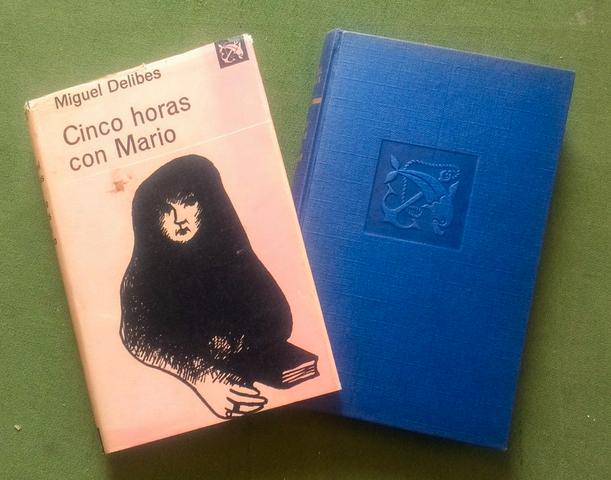 Miguel Delibes
Cinco horas
con Mario